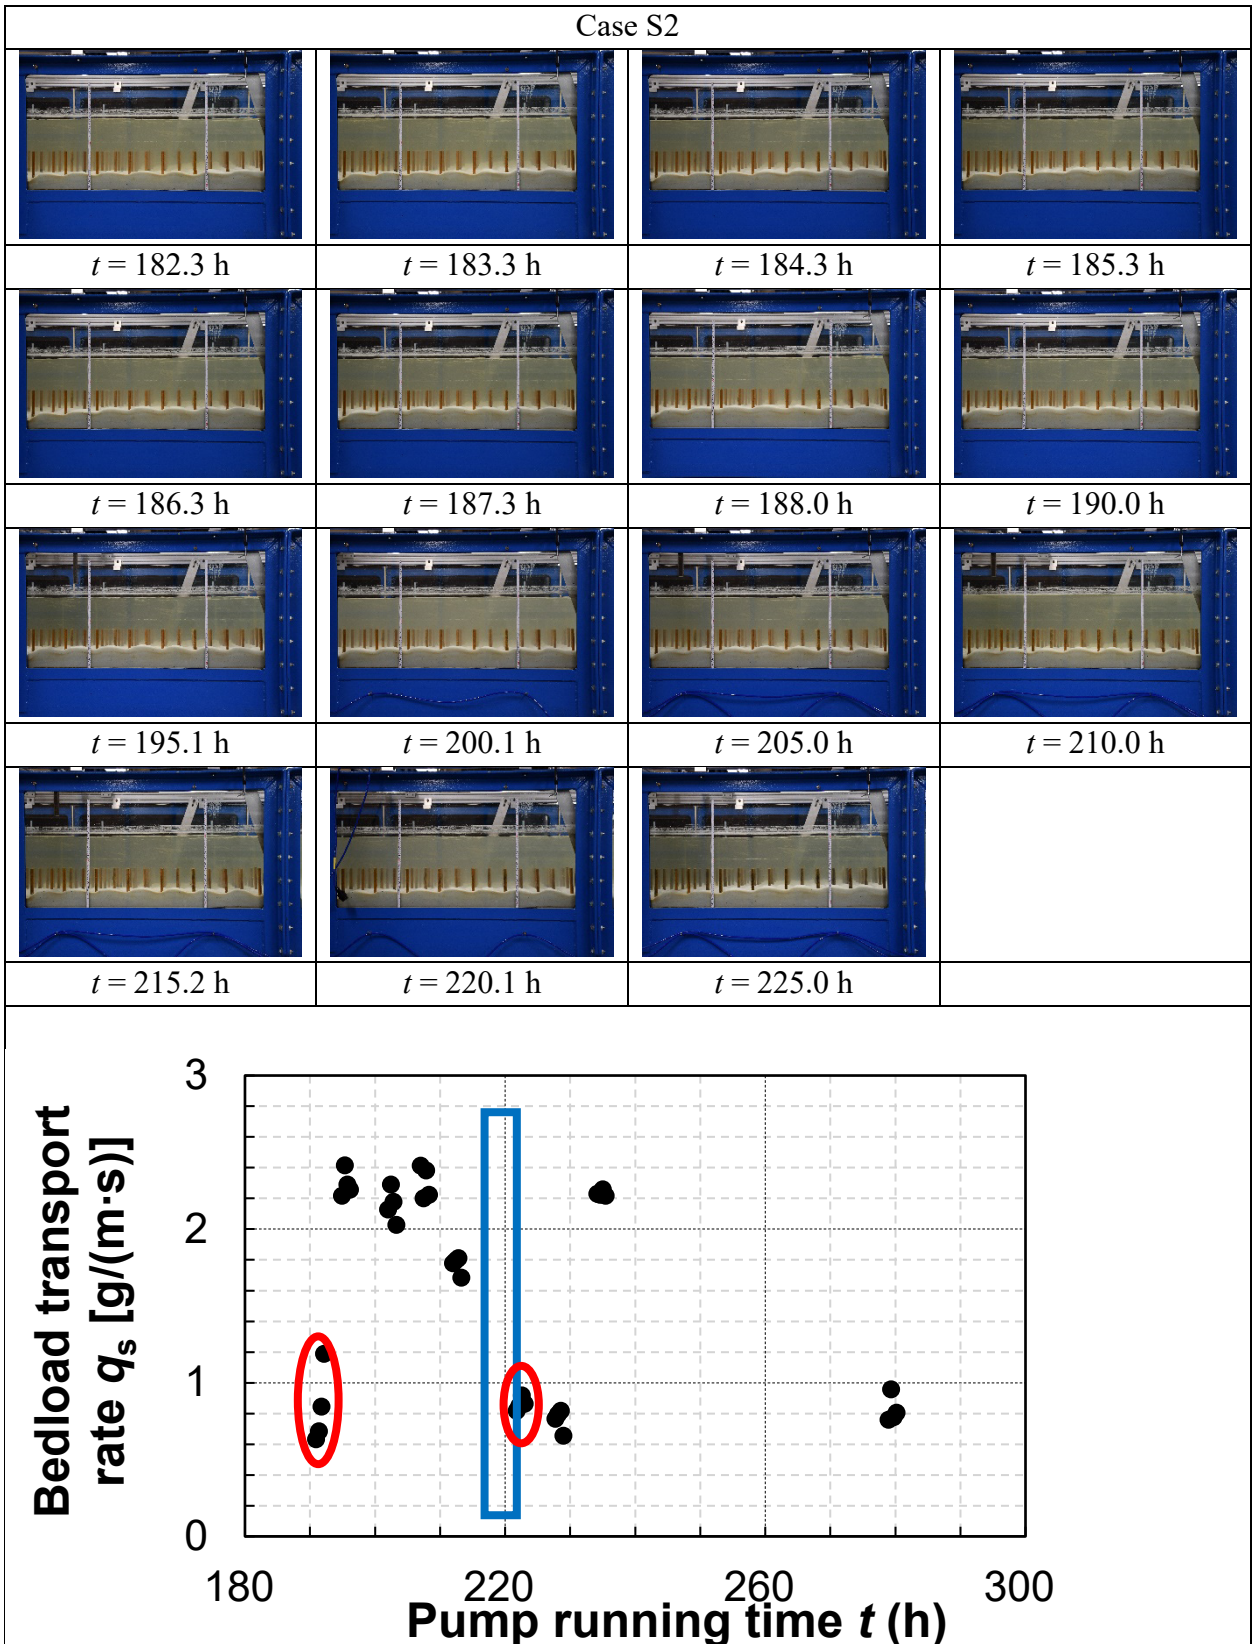 Case S2
t = 182.3 h
t = 183.3 h
t = 184.3 h
t = 185.3 h
t = 186.3 h
t = 187.3 h
t = 188.0 h
t = 190.0 h
t = 195.1 h
t = 200.1 h
t = 205.0 h
t = 210.0 h
t = 215.2 h
t = 220.1 h
t = 225.0 h
Bedload transport
rate qs [g/(m·s)]
3
2
1
0
180
220
260
300
Pump running time t (h)